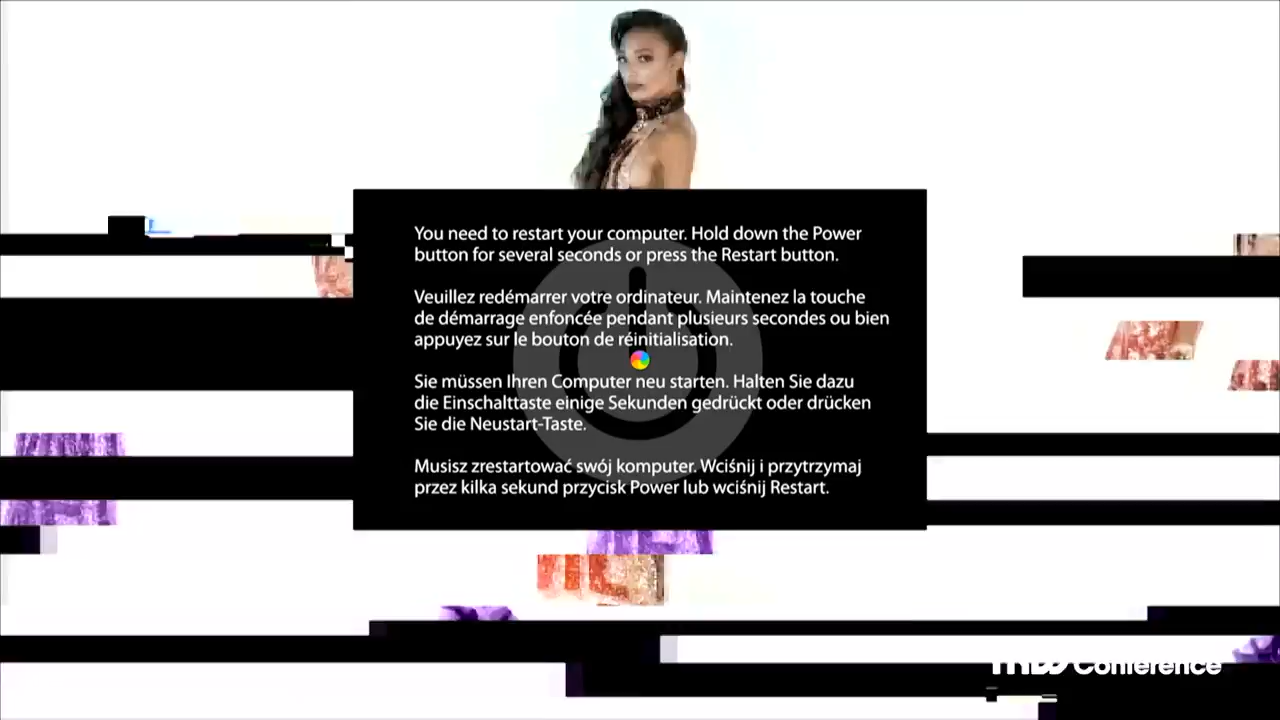 You need to restart your computer. Hold down the Power
button for several seconds or press the Restart button.
Veuillez redémarrer votre ordinateur. Maintenez la touche
de démarrage enfoncée pendant plusieurs secondes ou bien
appuyez sur le bouton de réinitialisation.
Sie müssen Ihren Computer neu starten. Halten Sie dazu
die Einschalttaste einige Sekunden gedrückt oder drücken
Sie die Neustart-Taste.
Musisz zrestartować swój komputer. Wciśnij i przytrzymaj
przez kilka sekund przycisk Power lub wciśnij Restart.
Conference